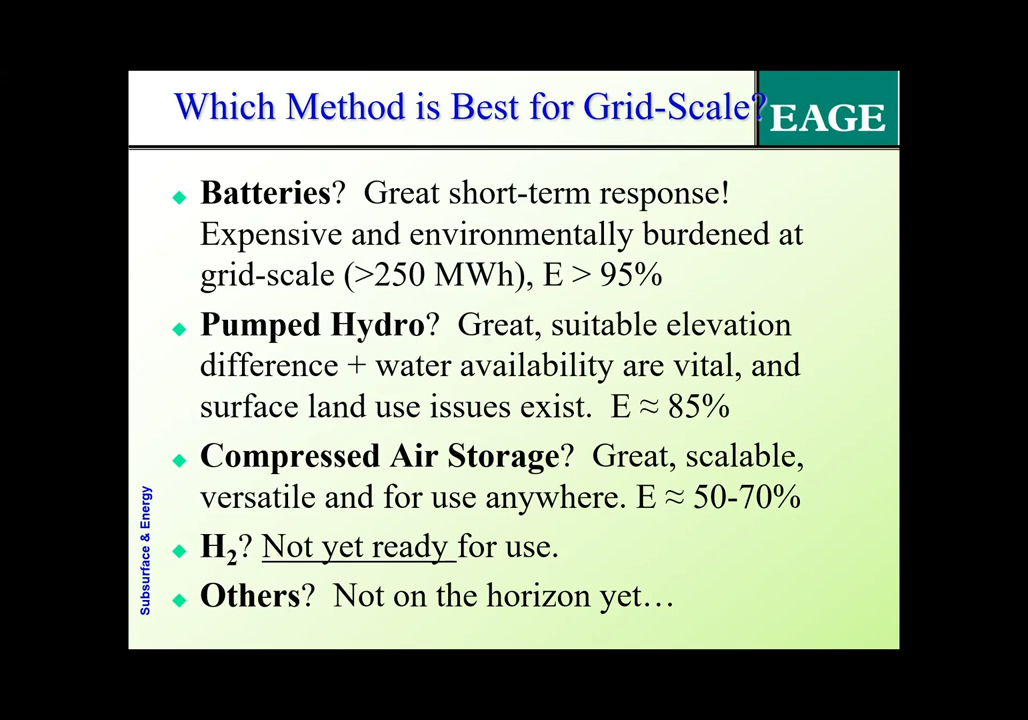 Which Method is Best for Grid-Scale?
EAGE
◆ Batteries? Great short-term response!
Expensive and environmentally burdened at
grid-scale (>250 MWh), E > 95%
◆ Pumped Hydro? Great, suitable elevation
difference + water availability are vital, and
surface land use issues exist. E ≈ 85%
◆ Compressed Air Storage? Great, scalable,
versatile and for use anywhere. E ≈ 50-70%
◆ H₂? Not yet ready for use.
◆ Others? Not on the horizon yet…
Subsurface & Energy